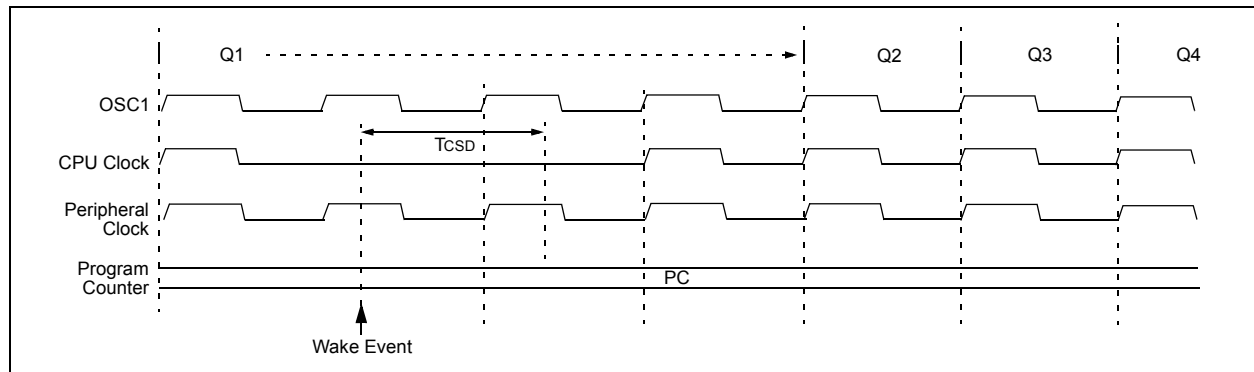 Q1 Q2 Q3 Q4
OSC1
TCSD
CPU Clock
Peripheral
Clock
Program
Counter
PC
Wake Event